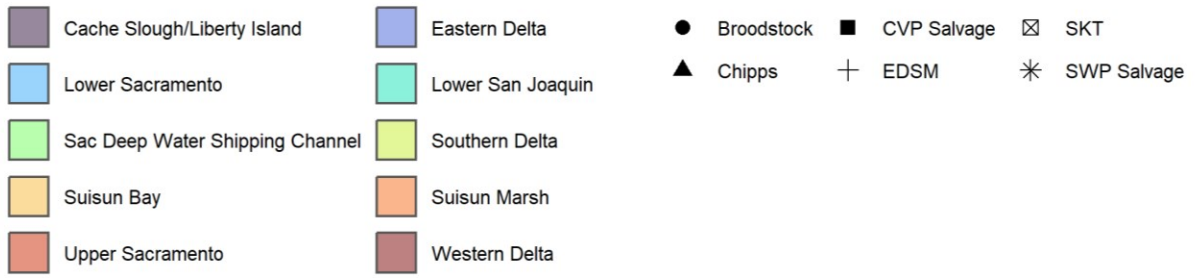 Cache Slough/Liberty Island
Lower Sacramento
Sac Deep Water Shipping Channel
Suisun Bay
Upper Sacramento
Eastern Delta
Lower San Joaquin
Southern Delta
Suisun Marsh
Western Delta
Broodstock
Chipps
CVP Salvage
EDSM
SKT
SWP Salvage